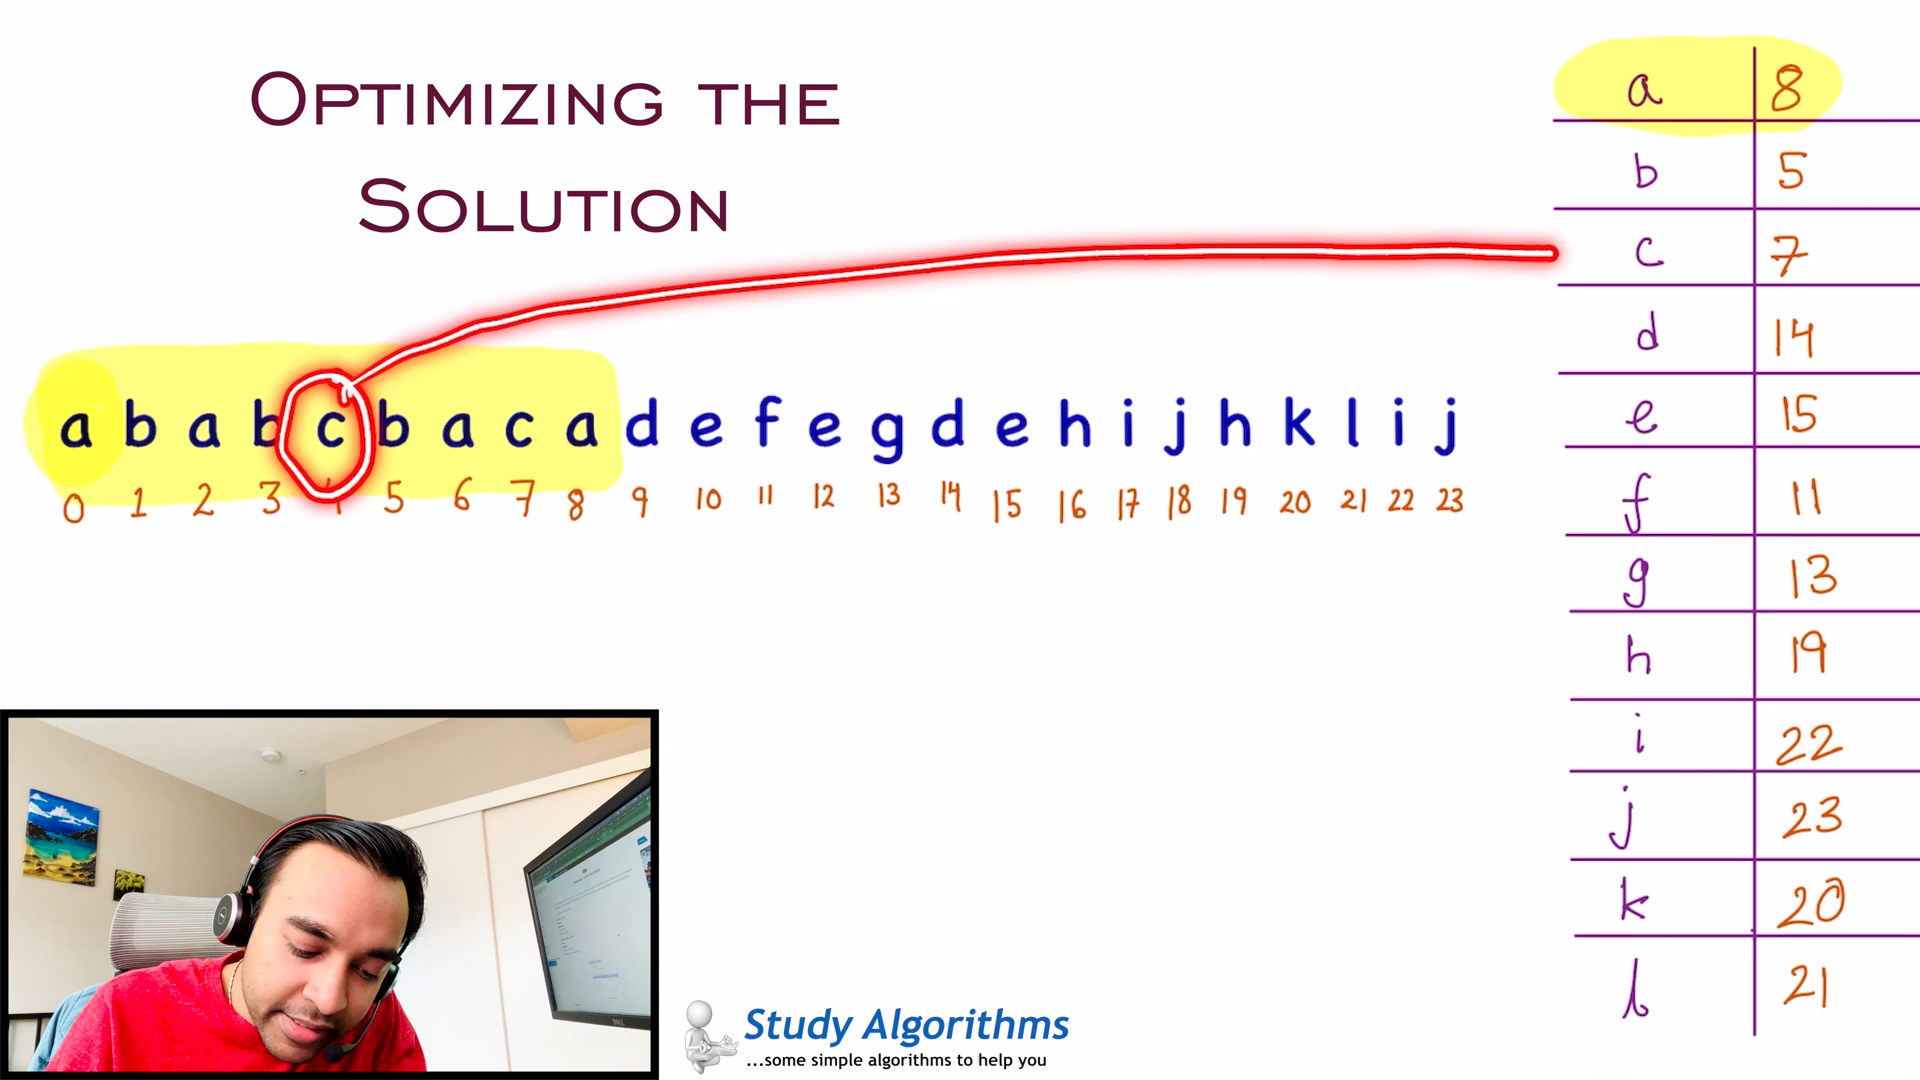 OPTIMIZING THE
SOLUTION
a b a b c b a c a d e f e g d e h i j h k l i j
0 1 2 3 4 5 6 7 8 9 10 11 12 13 14 15 16 17 18 19 20 21 22 23
a 8
b 5
c 7
d 14
e 15
f 11
g 13
h 19
i 22
j 23
k 20
l 21
Study Algorithms
...some simple algorithms to help you